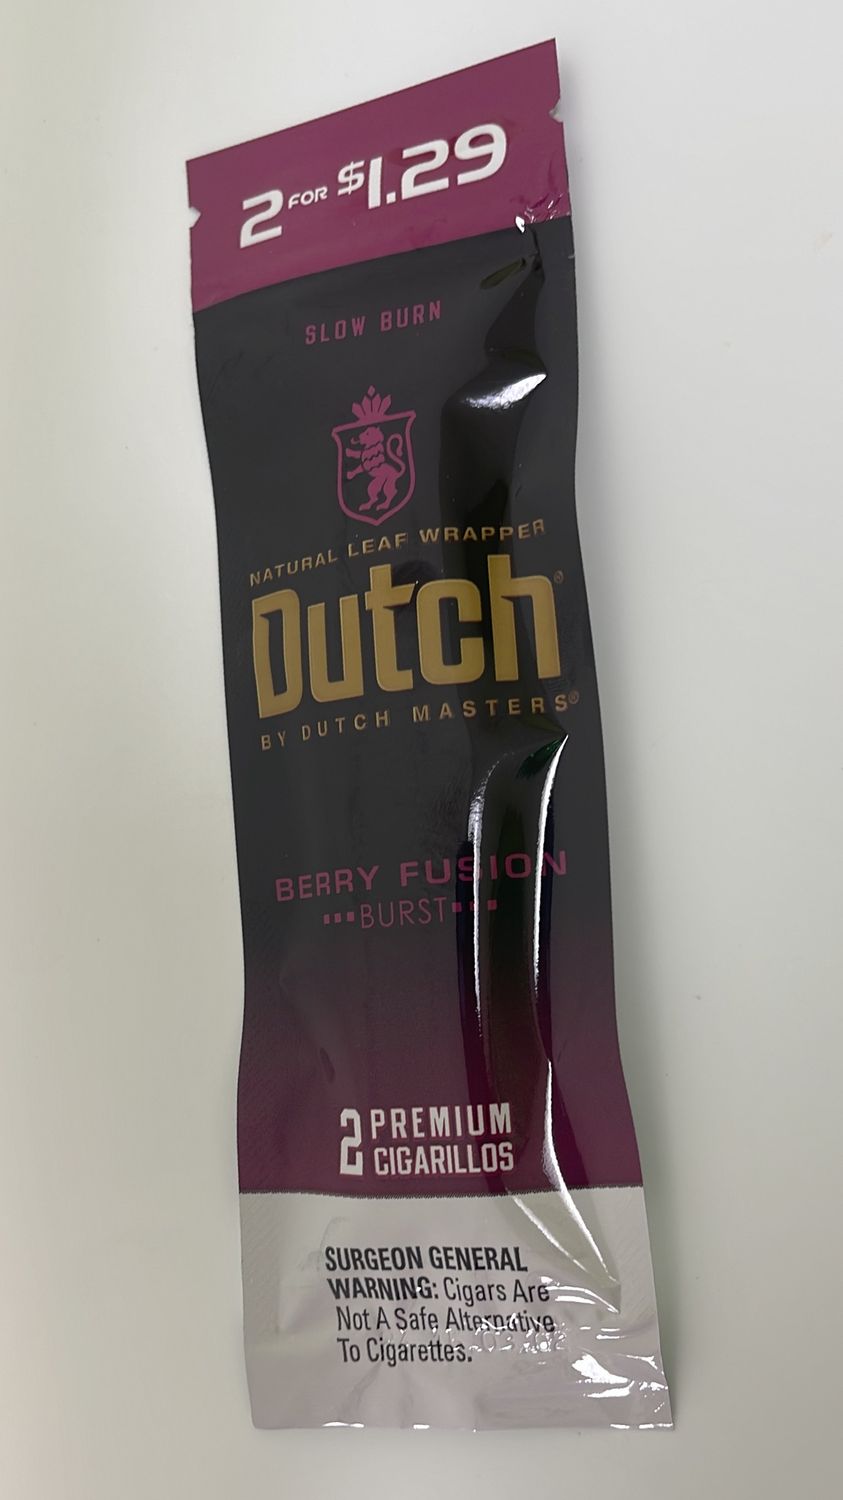 2 FOR $1.29
SLOW BURN
NATURAL LEAF WRAPPER
Dutch®
BY DUTCH MASTERS®
BERRY FUSION
BURST
2 PREMIUM
CIGARILLOS
SURGEON GENERAL
WARNING: Cigars Are
Not A Safe Alternative
To Cigarettes.